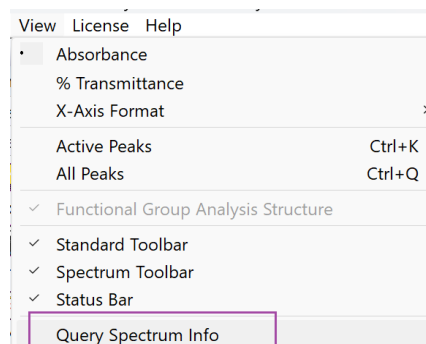 View License Help
Absorbance
% Transmittance
X-Axis Format
Active Peaks Ctrl+K
All Peaks Ctrl+Q
Functional Group Analysis Structure
Standard Toolbar
Spectrum Toolbar
Status Bar
Query Spectrum Info